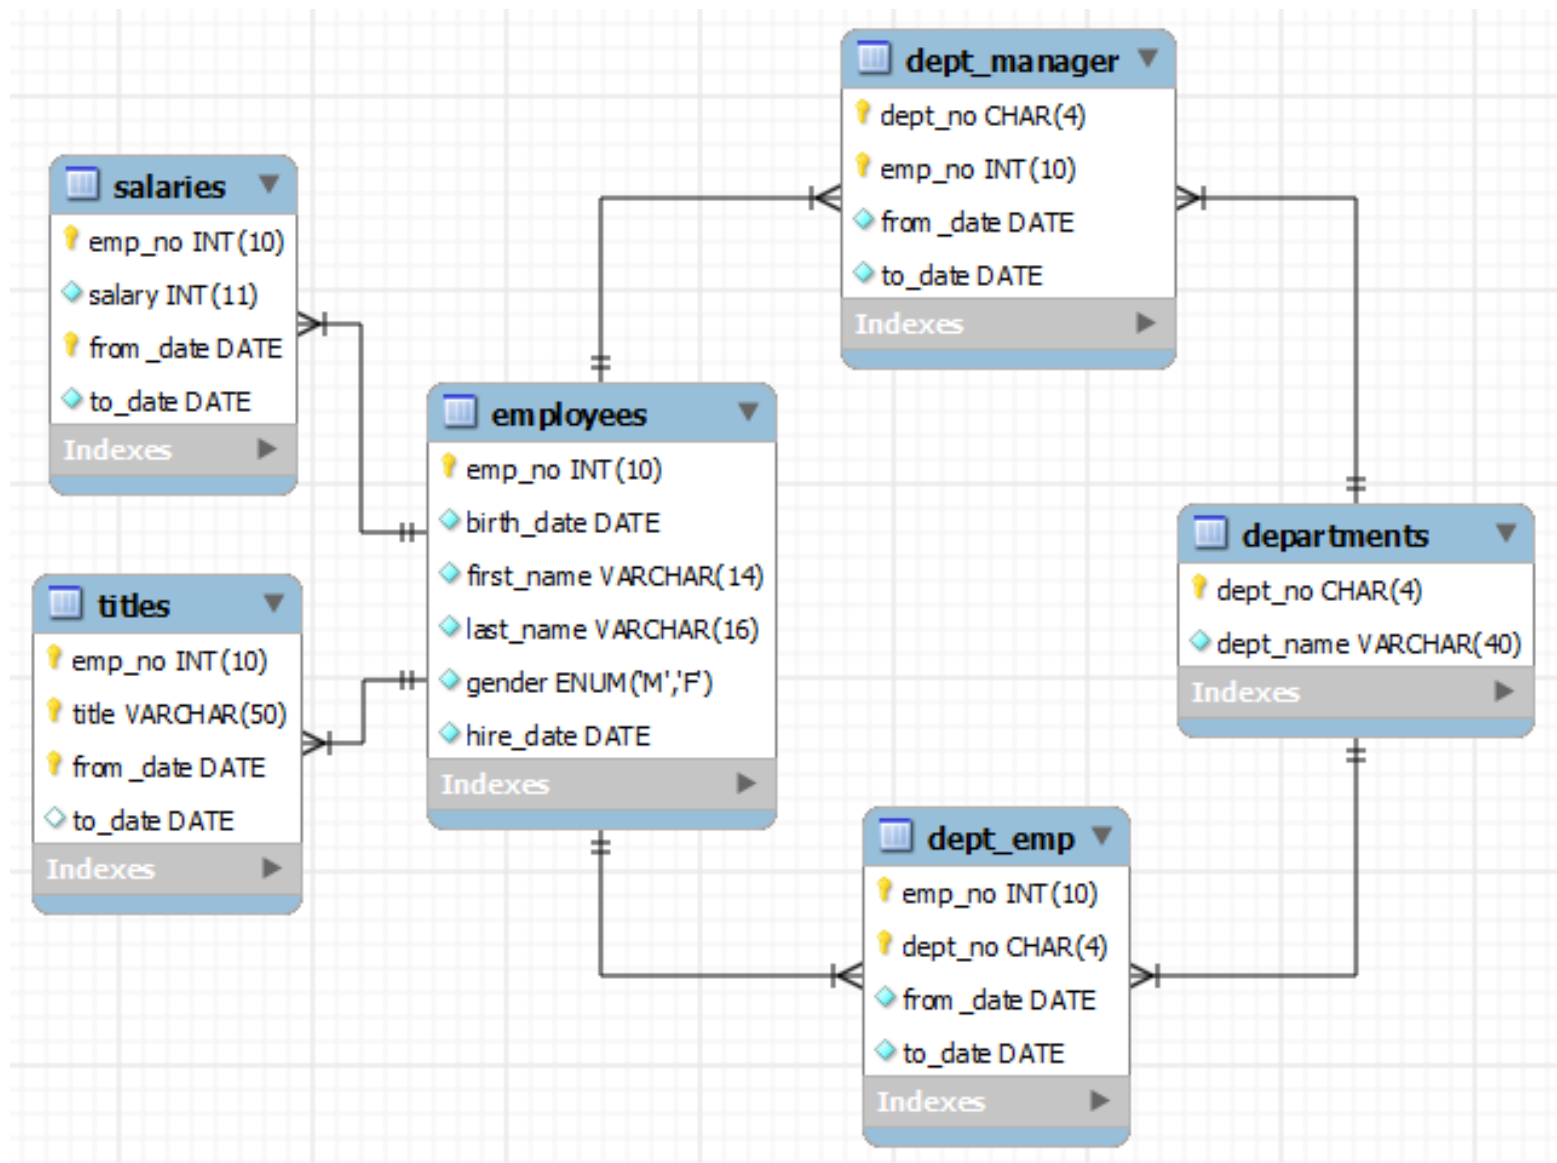 dept_manager
dept_no CHAR(4)
emp_no INT(10)
from_date DATE
to_date DATE
Indexes
salaries
emp_no INT(10)
salary INT(11)
from_date DATE
to_date DATE
Indexes
employees
emp_no INT(10)
birth_date DATE
first_name VARCHAR(14)
last_name VARCHAR(16)
gender ENUM('M','F')
hire_date DATE
Indexes
departments
dept_no CHAR(4)
dept_name VARCHAR(40)
Indexes
titles
emp_no INT(10)
title VARCHAR(50)
from_date DATE
to_date DATE
Indexes
dept_emp
emp_no INT(10)
dept_no CHAR(4)
from_date DATE
to_date DATE
Indexes